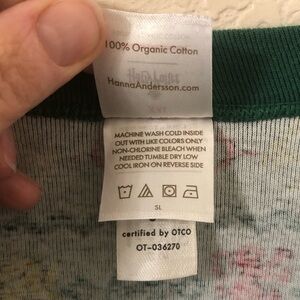 100% Organic Cotton
HannaAndersson.com
MACHINE WASH COLD INSIDE
OUT WITH LIKE COLORS ONLY
NON-CHLORINE BLEACH WHEN
NEEDED TUMBLE DRY LOW
COOL IRON ON REVERSE SIDE
SL
certified by OTCO
OT-036270